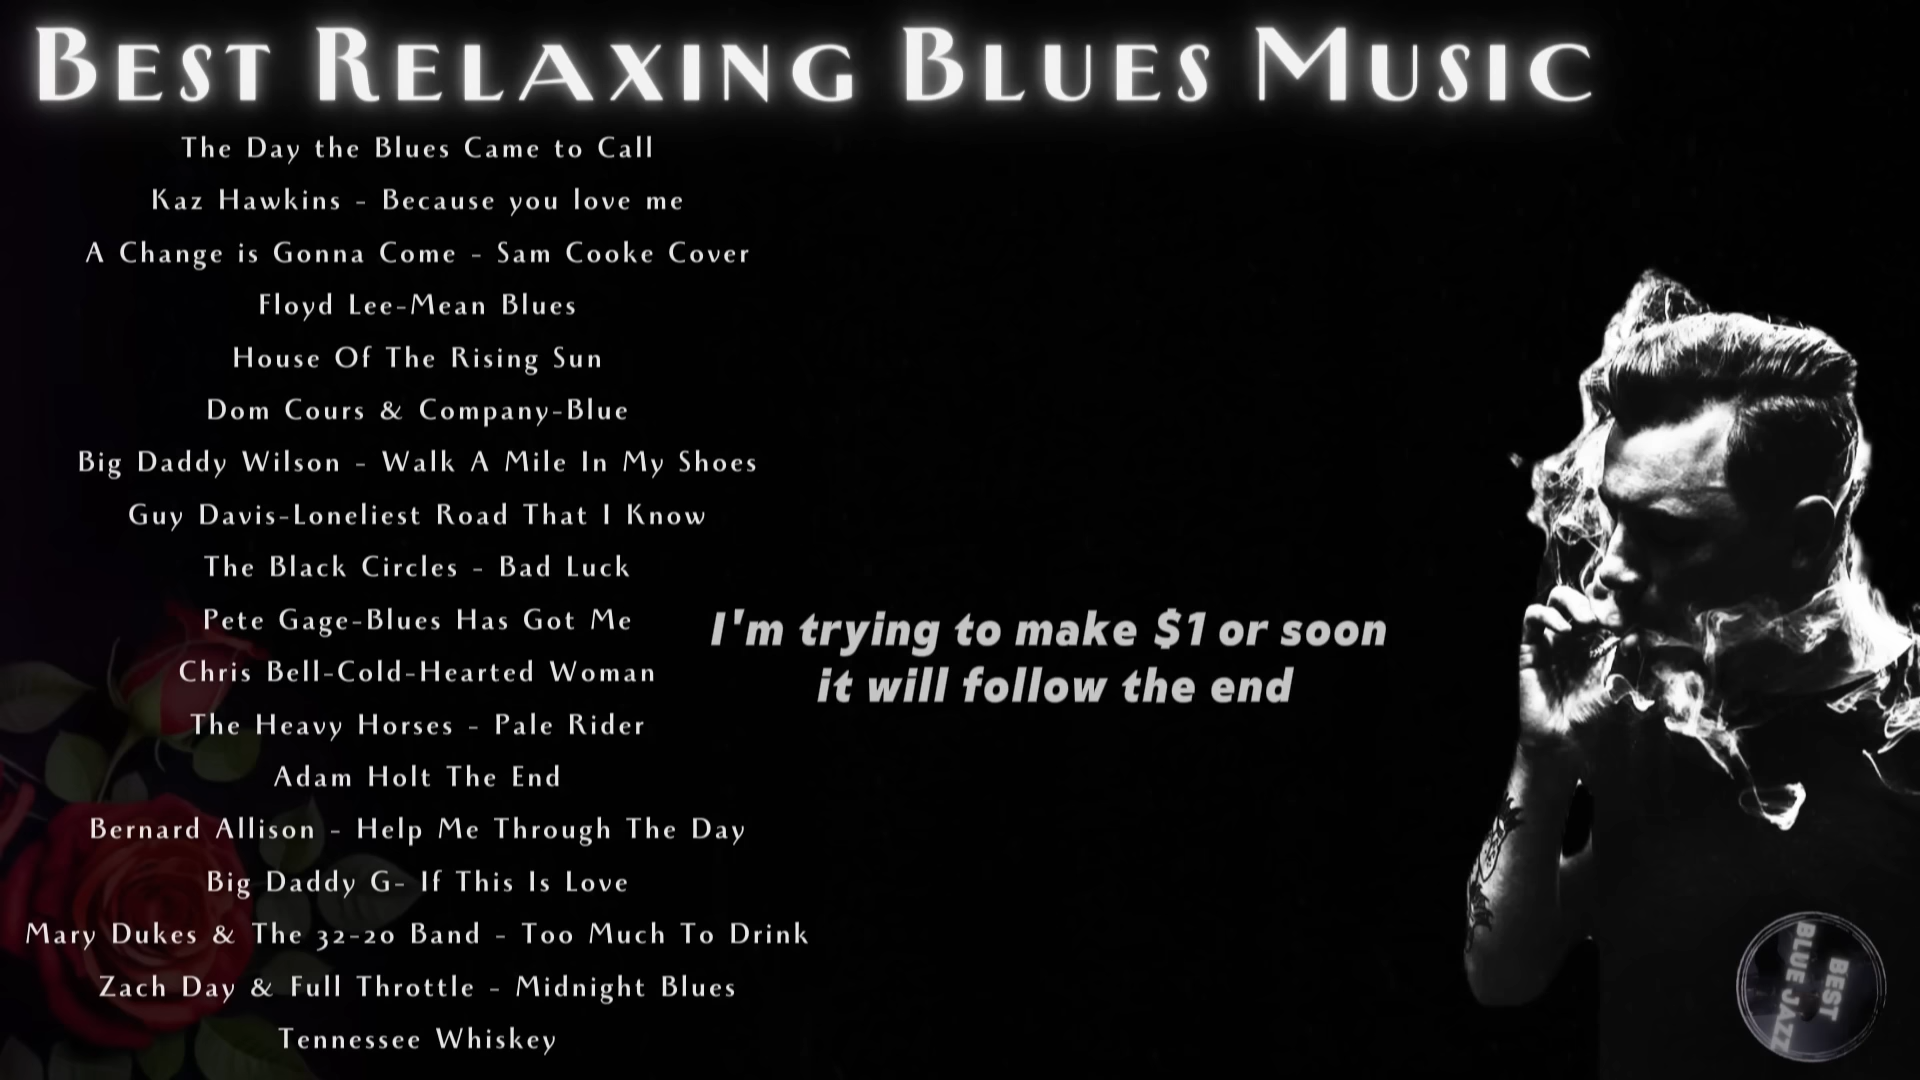 Best Relaxing Blues Music
The Day the Blues Came to Call
Kaz Hawkins - Because you love me
A Change is Gonna Come - Sam Cooke Cover
Floyd Lee-Mean Blues
House Of The Rising Sun
Dom Cours & Company-Blue
Big Daddy Wilson - Walk A Mile In My Shoes
Guy Davis-Loneliest Road That I Know
The Black Circles - Bad Luck
Pete Gage-Blues Has Got Me
Chris Bell-Cold-Hearted Woman
The Heavy Horses - Pale Rider
Adam Holt The End
Bernard Allison - Help Me Through The Day
Big Daddy G- If This Is Love
Mary Dukes & The 32-20 Band - Too Much To Drink
Zach Day & Full Throttle - Midnight Blues
Tennessee Whiskey
I'm trying to make $1 or soon
it will follow the end
BEST
BLUE JAZZ